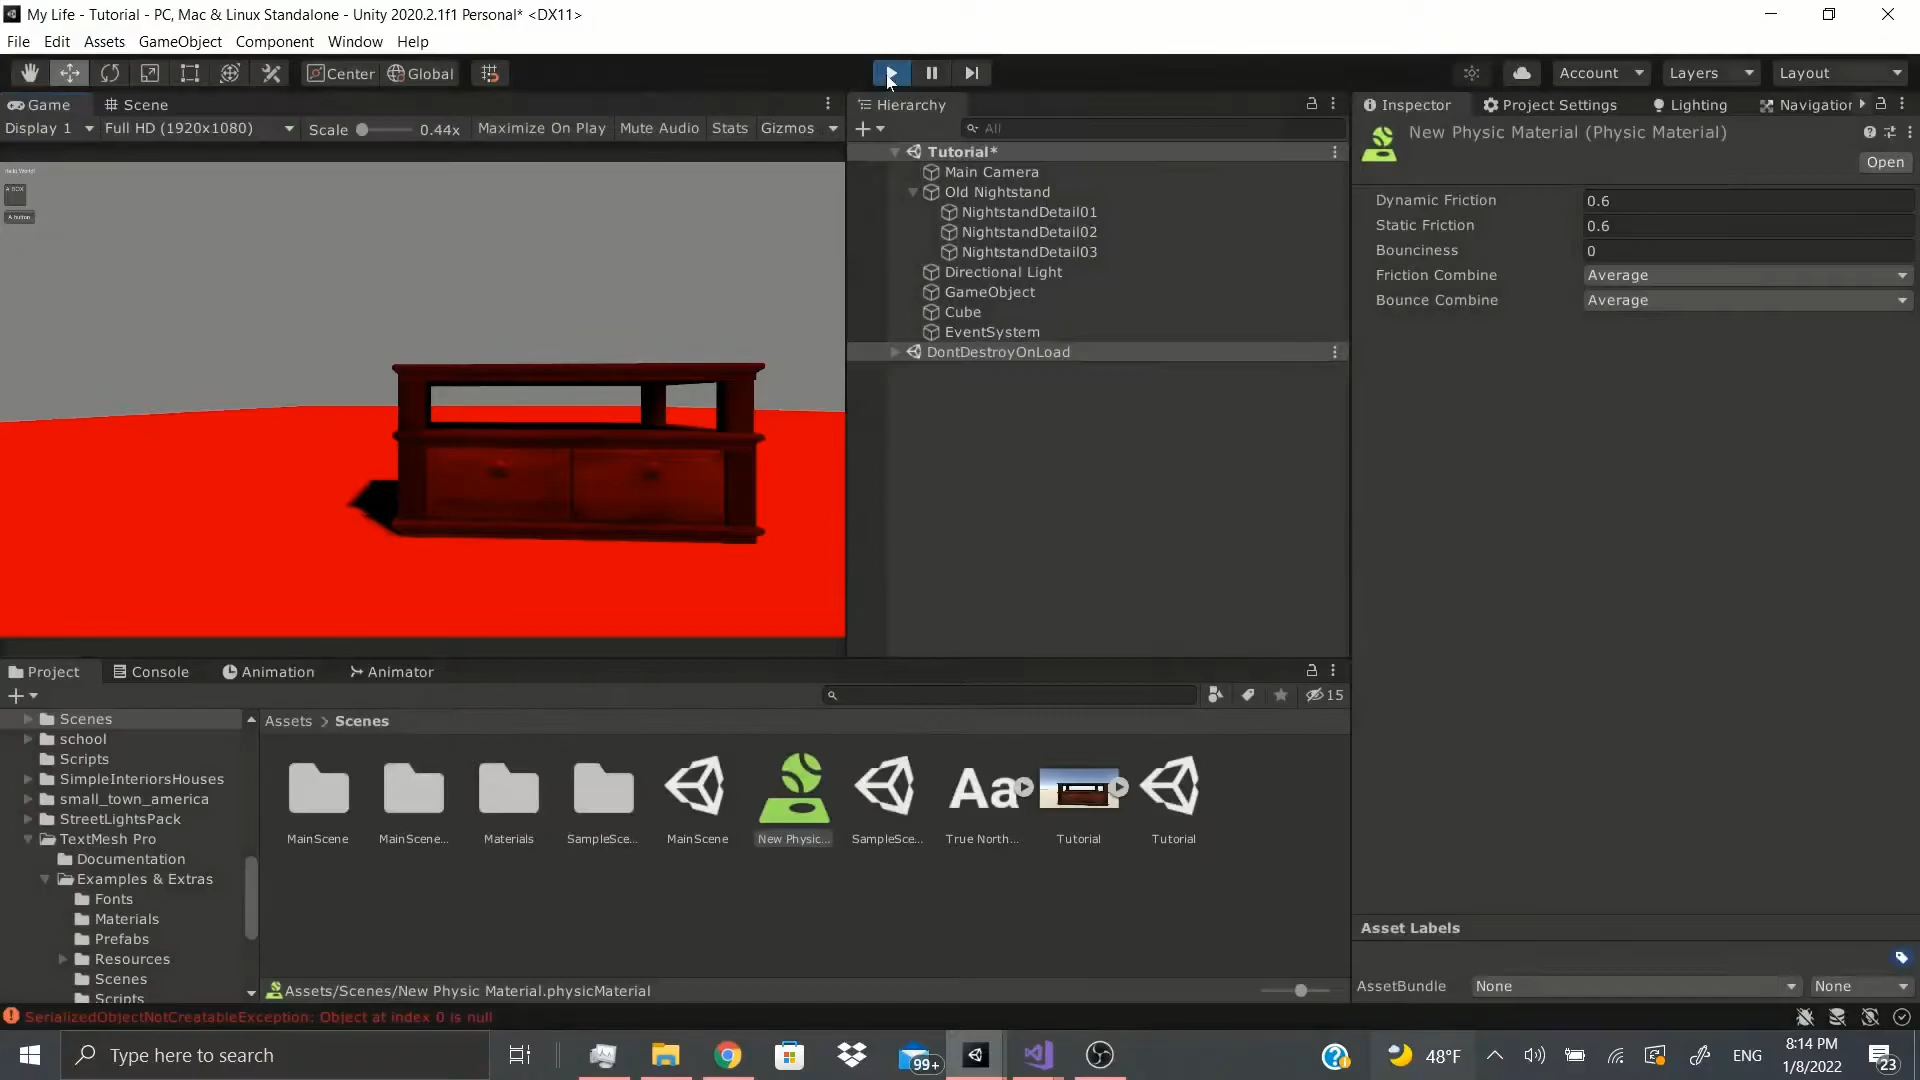 My Life - Tutorial - PC, Mac & Linux Standalone - Unity 2020.2.1f1 Personal* <DX11>
File Edit Assets GameObject Component Window Help
Center Global Account Layers Layout
Game Scene
Display 1 Full HD (1920x1080) Scale 0.44x Maximize On Play Mute Audio Stats Gizmos
Hello World!
A BOX
A button
Hierarchy
All
Tutorial*
Main Camera
Old Nightstand
NightstandDetail01
NightstandDetail02
NightstandDetail03
Directional Light
GameObject
Cube
EventSystem
DontDestroyOnLoad
Inspector Project Settings Lighting Navigation
New Physic Material (Physic Material)
Open
Dynamic Friction 0.6
Static Friction 0.6
Bounciness 0
Friction Combine Average
Bounce Combine Average
Project Console Animation Animator
15
Scenes
school
Scripts
SimpleInteriorsHouses
small_town_america
StreetLightsPack
TextMesh Pro
Documentation
Examples & Extras
Fonts
Materials
Prefabs
Resources
Scenes
Scripts
Assets > Scenes
Aa
MainScene MainScene... Materials SampleSce... MainScene New Physic... SampleSce... True North... Tutorial Tutorial
Assets/Scenes/New Physic Material.physicMaterial
Asset Labels
AssetBundle None None
SerializedObjectNotCreatableException: Object at index 0 is null
Type here to search
99+
48°F
ENG
8:14 PM
1/8/2022
23